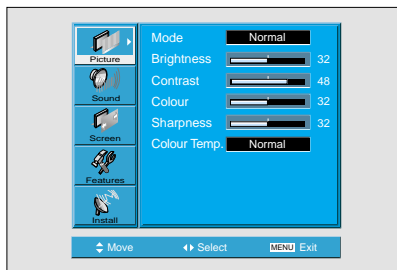 Picture
Sound
Screen
Features
Install
Mode Normal
Brightness 32
Contrast 48
Colour 32
Sharpness 32
Colour Temp. Normal
Move Select MENU Exit